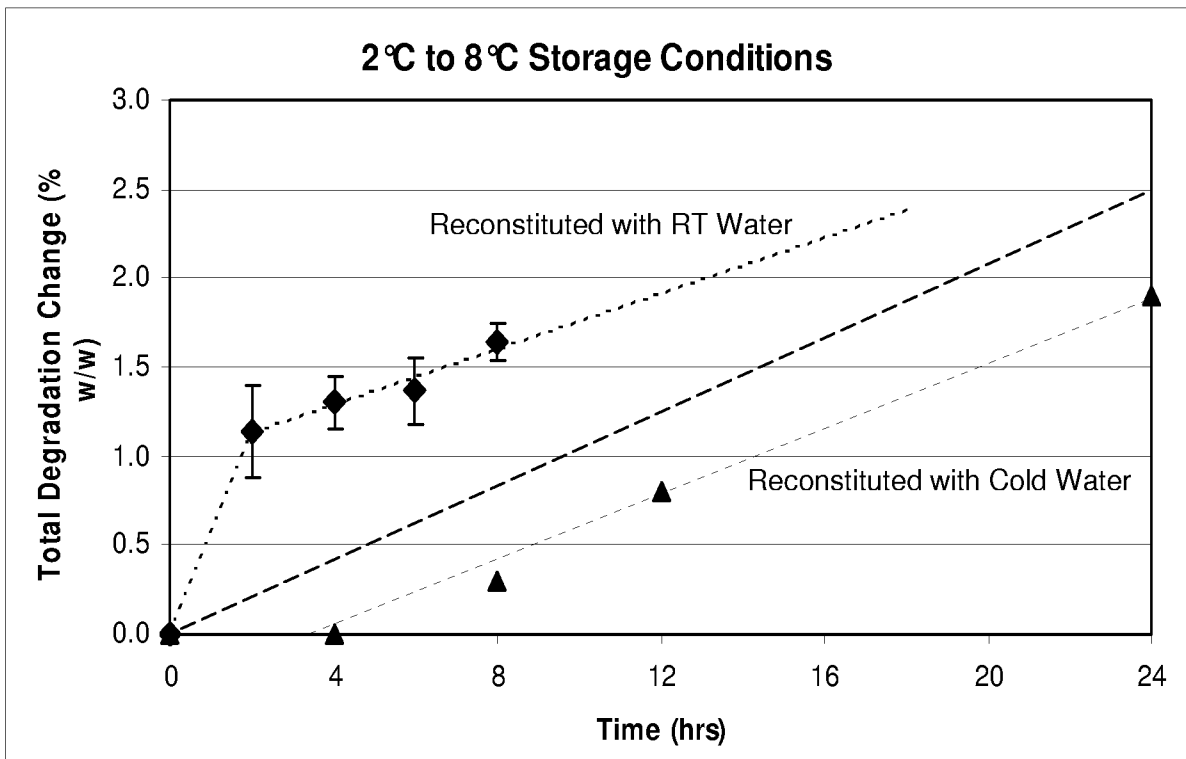 2°C to 8°C Storage Conditions
Total Degradation Change (%
w/w)
3.0
2.5
2.0
1.5
1.0
0.5
0.0
Reconstituted with RT Water
Reconstituted with Cold Water
0 4 8 12 16 20 24
Time (hrs)